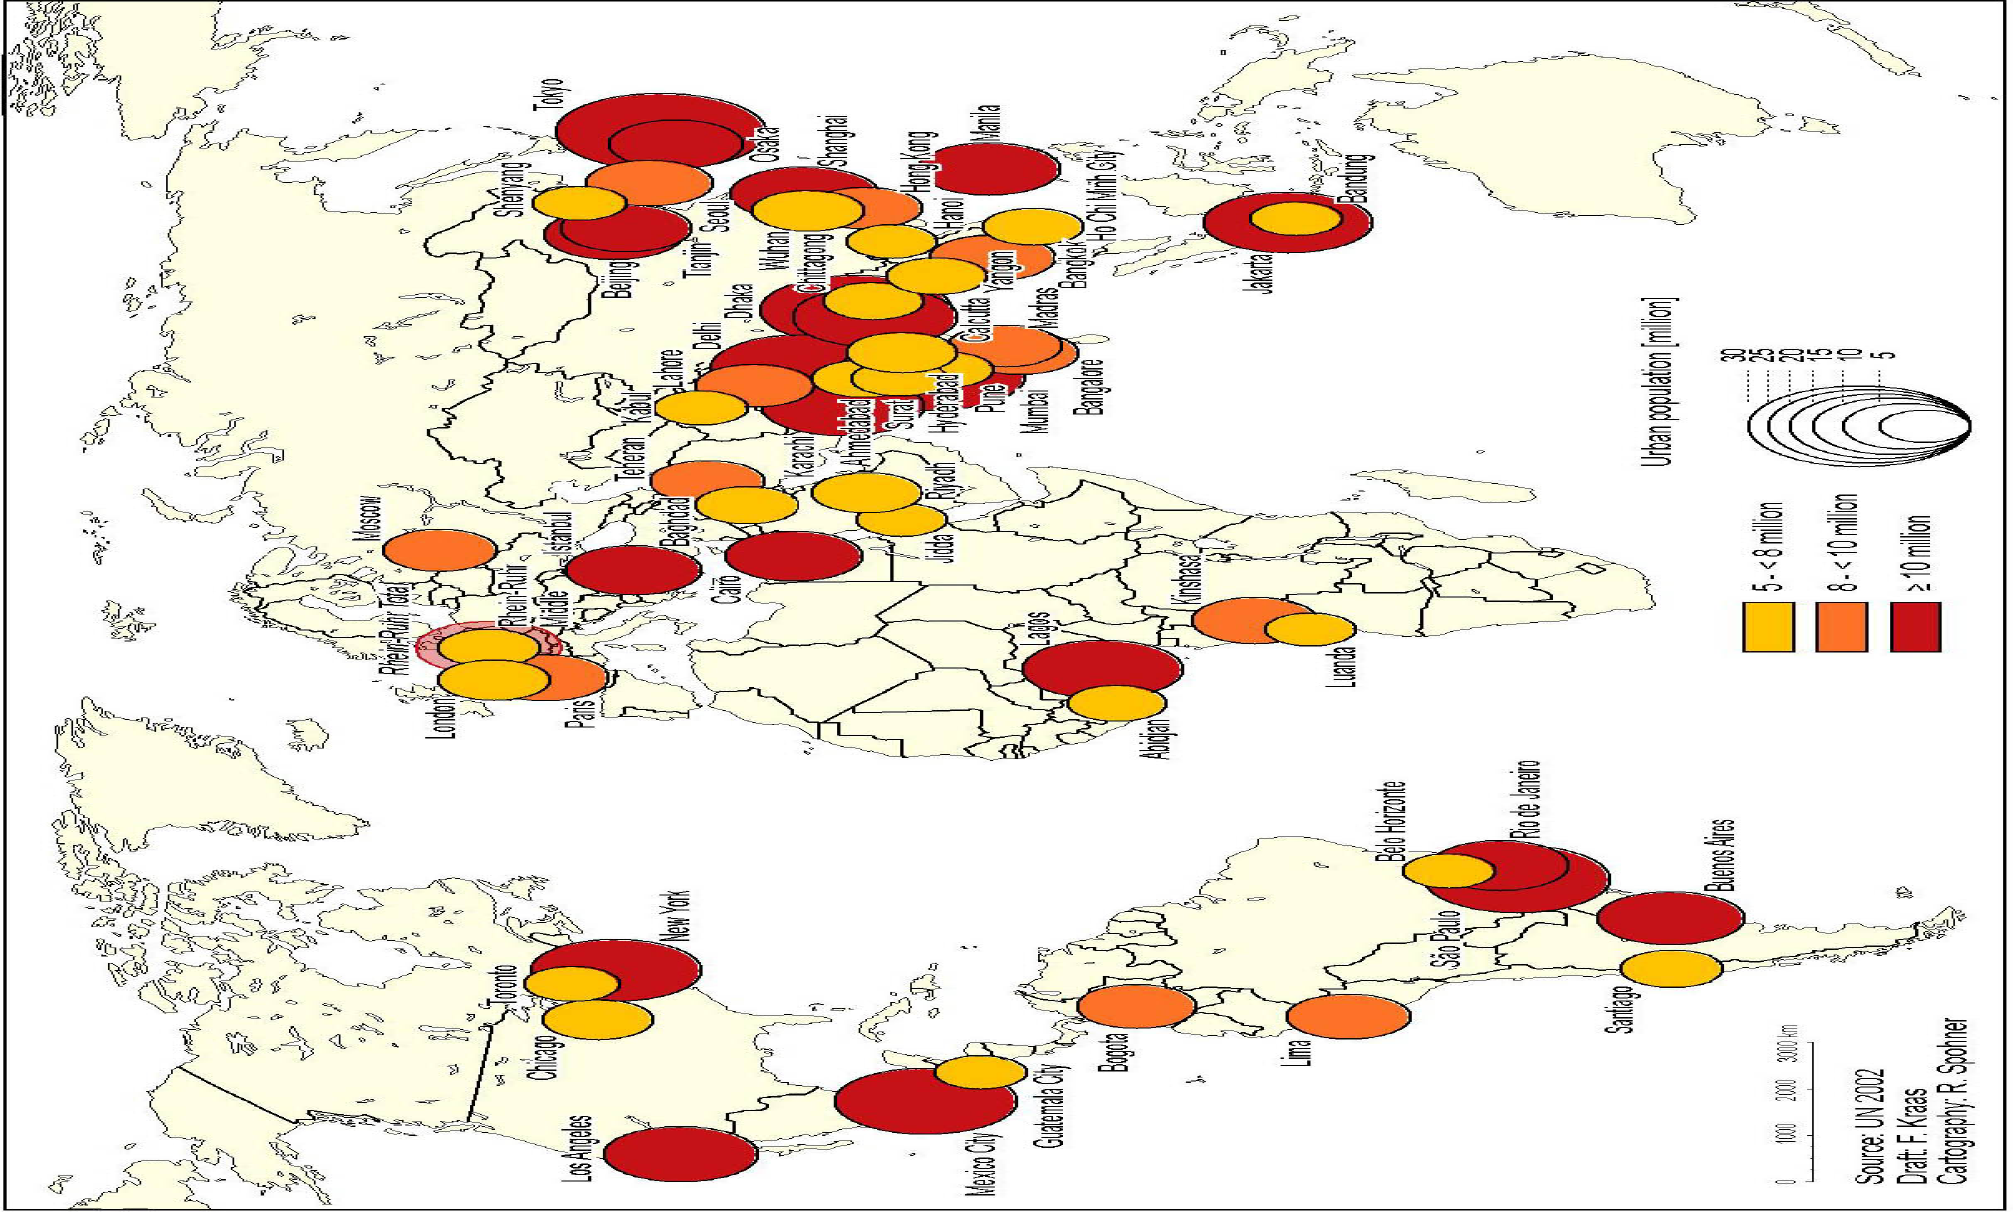 Toronto
Chicago
New York
Los Angeles
Mexico City
Guatemala City
Bogota
Lima
Belo Horizonte
Rio de Janeiro
São Paulo
Santiago
Buenos Aires
London
Paris
Rhein-Ruhr Total
Rhein-Ruhr
Middle
Moscow
Istanbul
Cairo
Lagos
Abidjan
Kinshasa
Luanda
Baghdad
Teheran
Riyadh
Jidda
Kabul
Lahore
Karachi
Delhi
Ahmedabad
Surat
Hyderabad
Pune
Mumbai
Bangalore
Madras
Calcutta
Dhaka
Chittagong
Yangon
Bangkok
Hanoi
Ho Chi Minh City
Wuhan
Hong Kong
Shanghai
Beijing
Tianjin
Shenyang
Seoul
Tokyo
Osaka
Manila
Jakarta
Bandung
0 1000 2000 3000 km
Source: UN 2002
Draft: F. Kraas
Cartography: R. Spohner
5 - < 8 million
8 - < 10 million
≥ 10 million
Urban population [million]
30
25
20
15
10
5